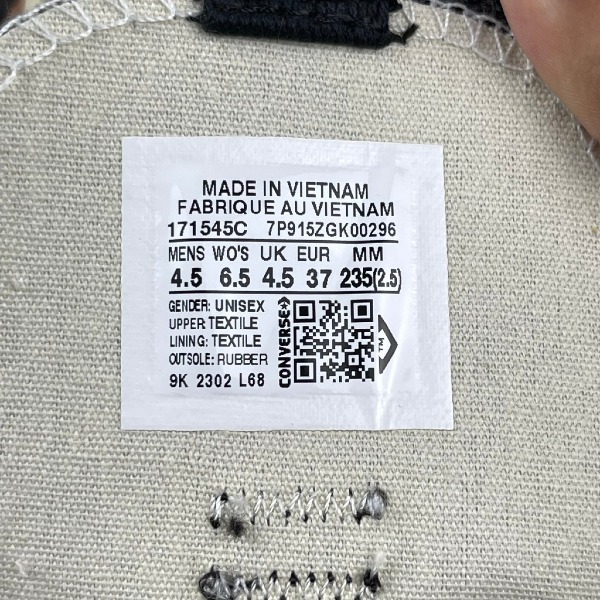 MADE IN VIETNAM
FABRIQUE AU VIETNAM
171545C 7P915ZGK00296
MENS WO'S UK EUR MM
4.5 6.5 4.5 37 235(2.5)
GENDER: UNISEX
UPPER: TEXTILE
LINING: TEXTILE
OUTSOLE: RUBBER
9K 2302 L68
CONVERSE
TM